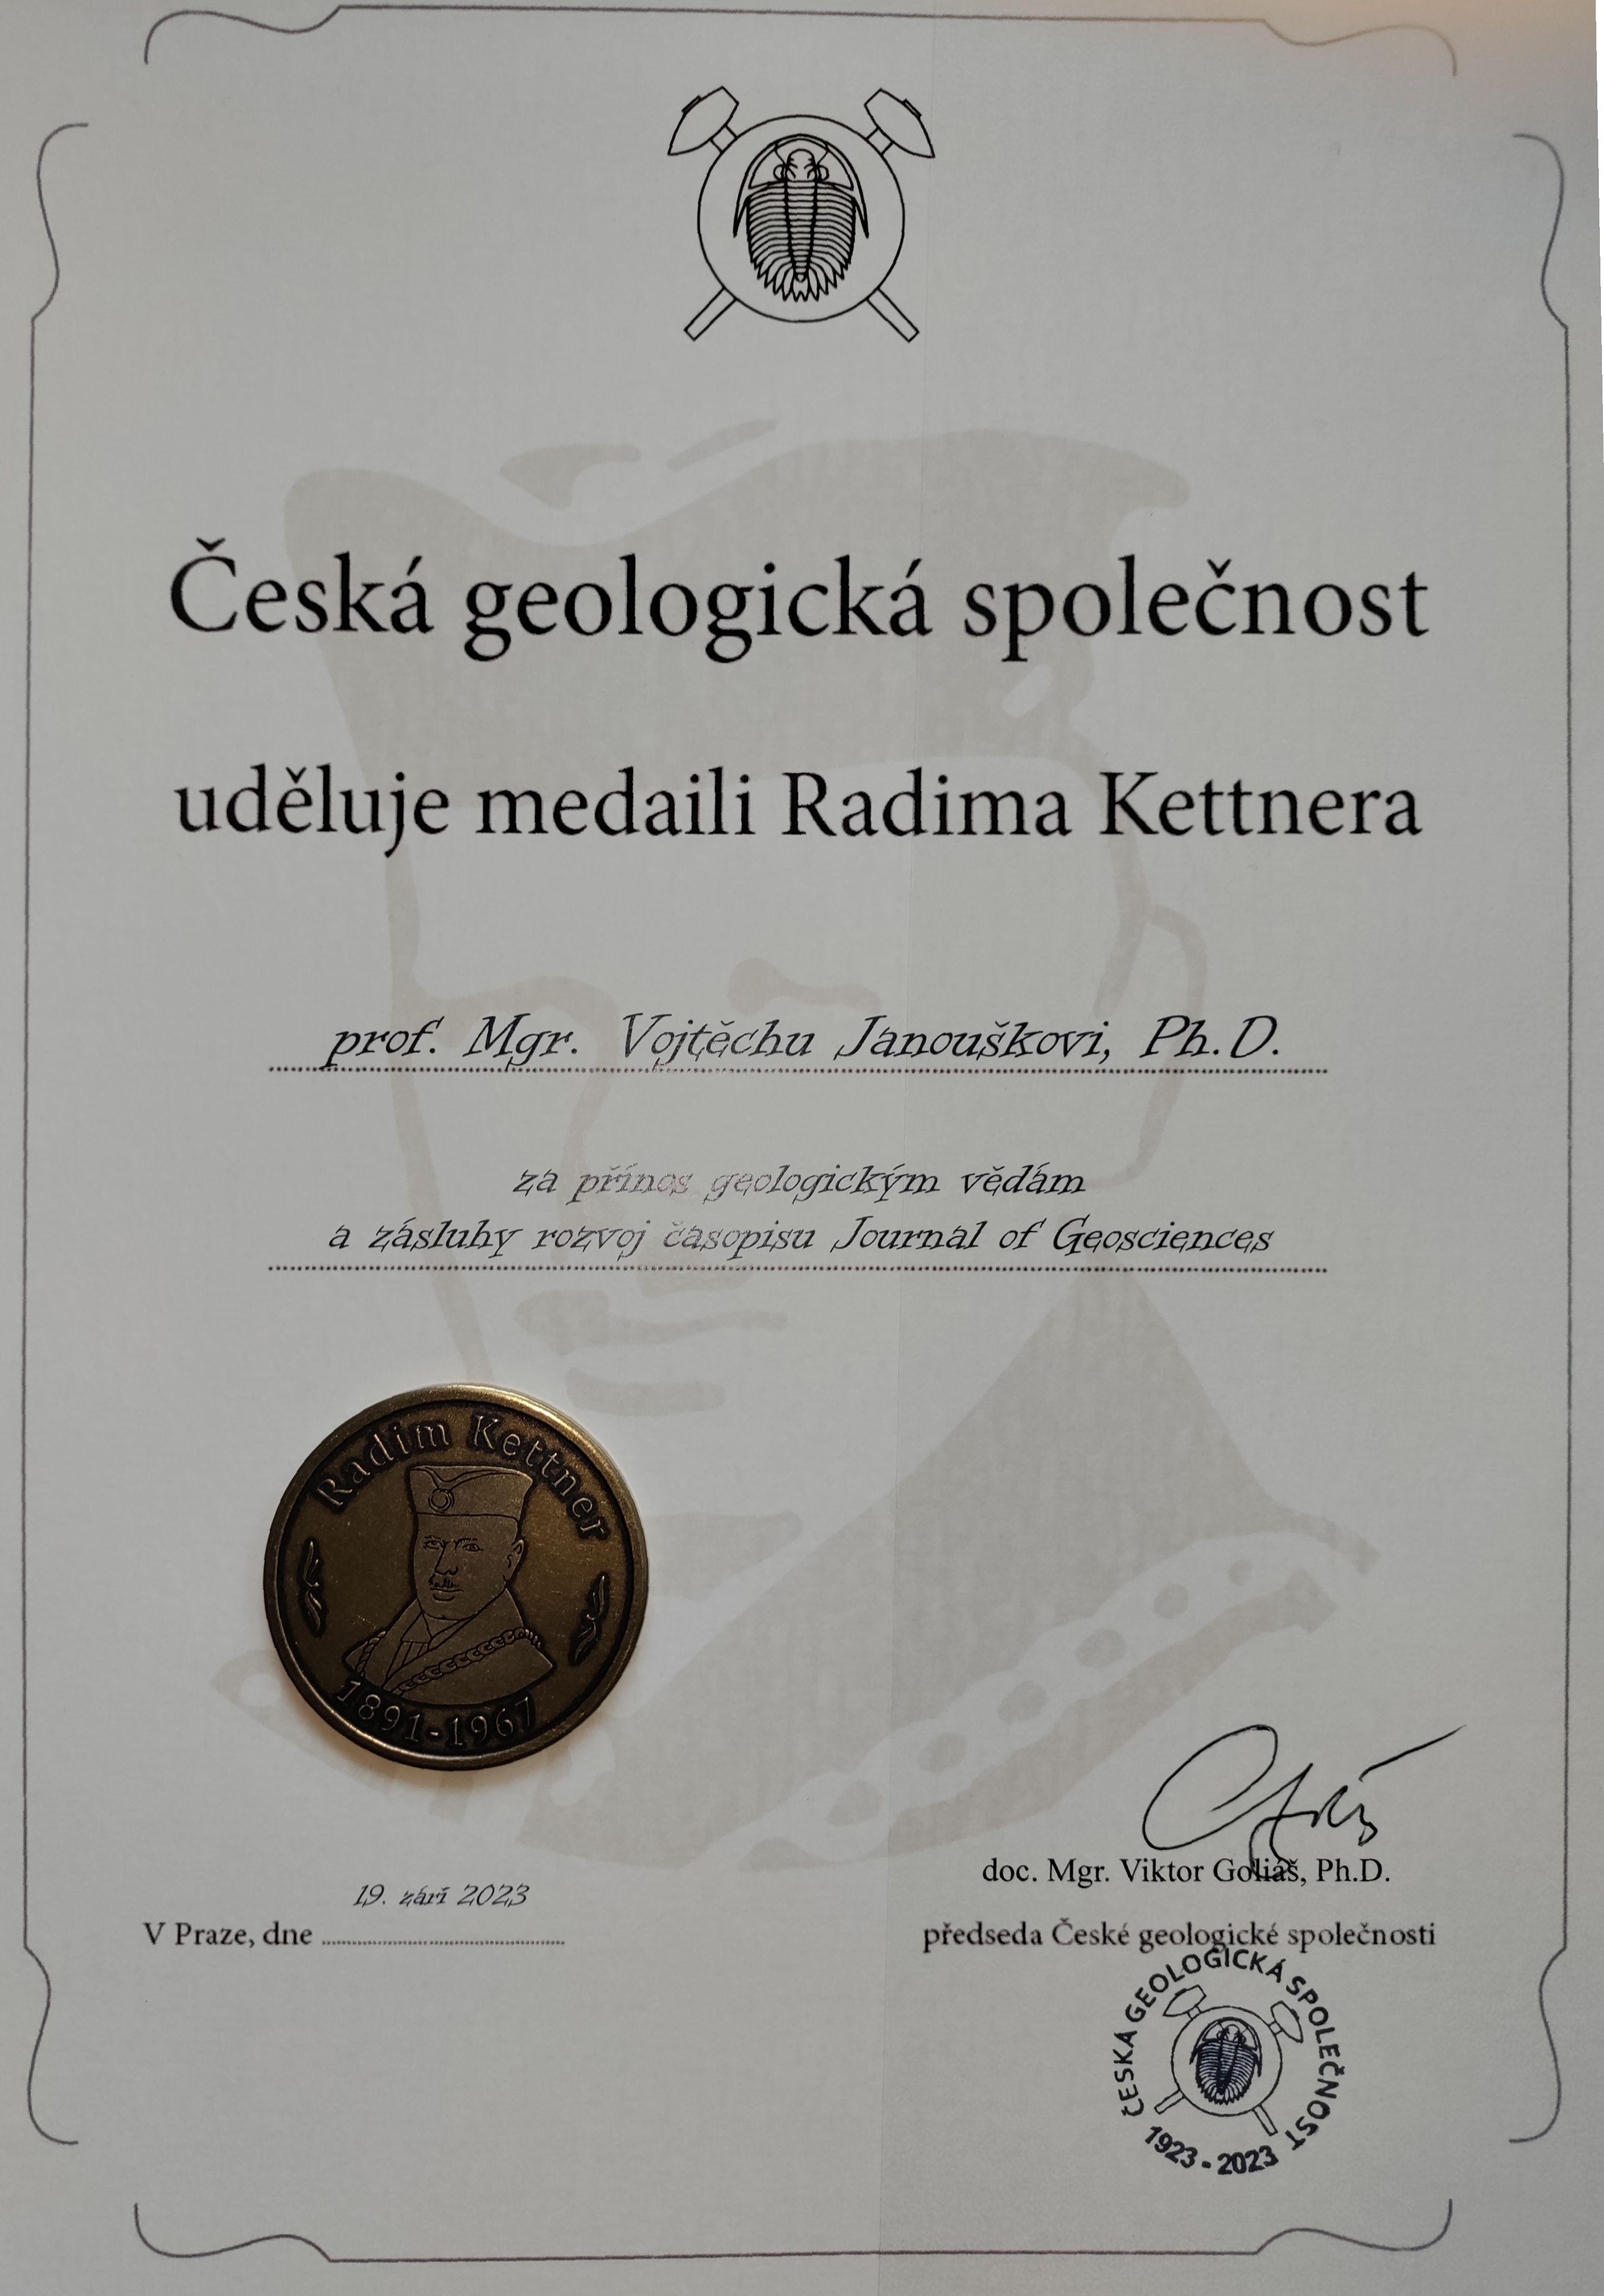 Česká geologická společnost
uděluje medaili Radima Kettnera
prof. Mgr. Vojtěchu Janouškovi, Ph.D.
za přínos geologickým vědám
a zásluhy rozvoj časopisu Journal of Geosciences
Radim Kettner
1891-1967
19. září 2023
V Praze, dne
doc. Mgr. Viktor Goliáš, Ph.D.
předseda České geologické společnosti
ČESKÁ GEOLOGICKÁ SPOLEČNOST
1923 - 2023